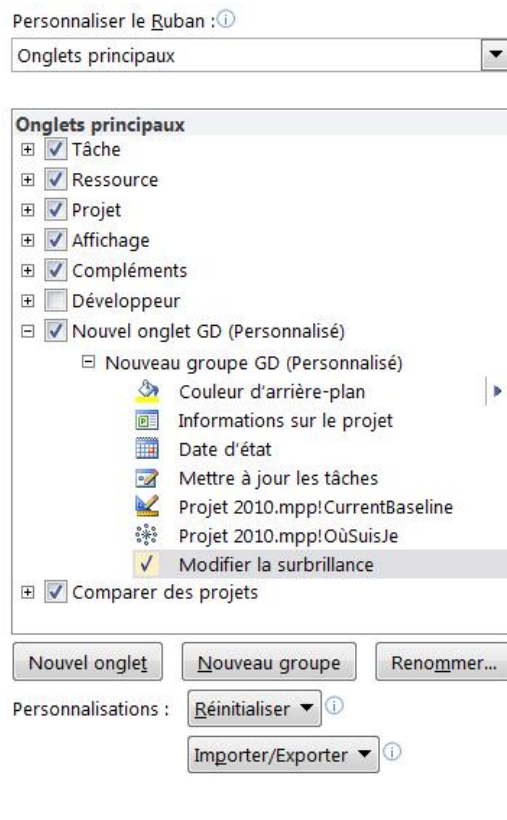 Personnaliser le Ruban :
Onglets principaux
Onglets principaux
Tâche
Ressource
Projet
Affichage
Compléments
Développeur
Nouvel onglet GD (Personnalisé)
Nouveau groupe GD (Personnalisé)
Couleur d'arrière-plan
Informations sur le projet
Date d'état
Mettre à jour les tâches
Projet 2010.mpp!CurrentBaseline
Projet 2010.mpp!OùSuisJe
Modifier la surbrillance
Comparer des projets
Nouvel onglet Nouveau groupe Renommer...
Personnalisations : Réinitialiser
Importer/Exporter